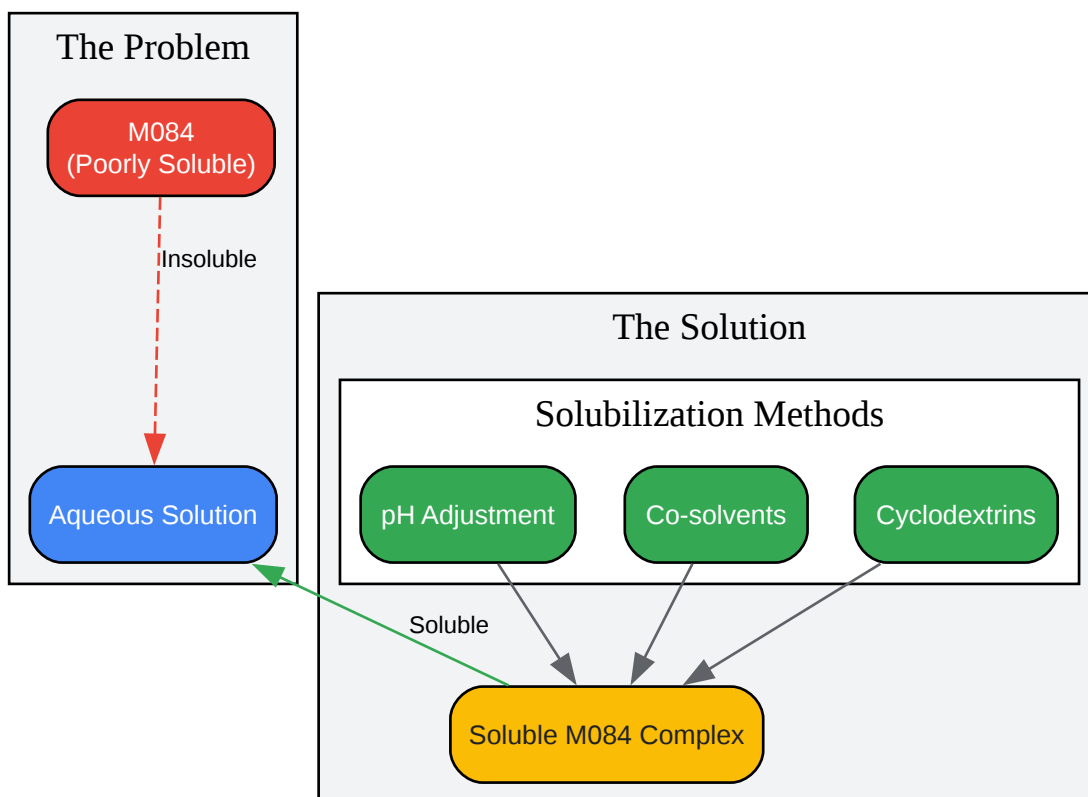 The Problem
M084
(Poorly Soluble)
Insoluble
Aqueous Solution
The Solution
Solubilization Methods
pH Adjustment
Co-solvents
Cyclodextrins
Soluble
Soluble M084 Complex